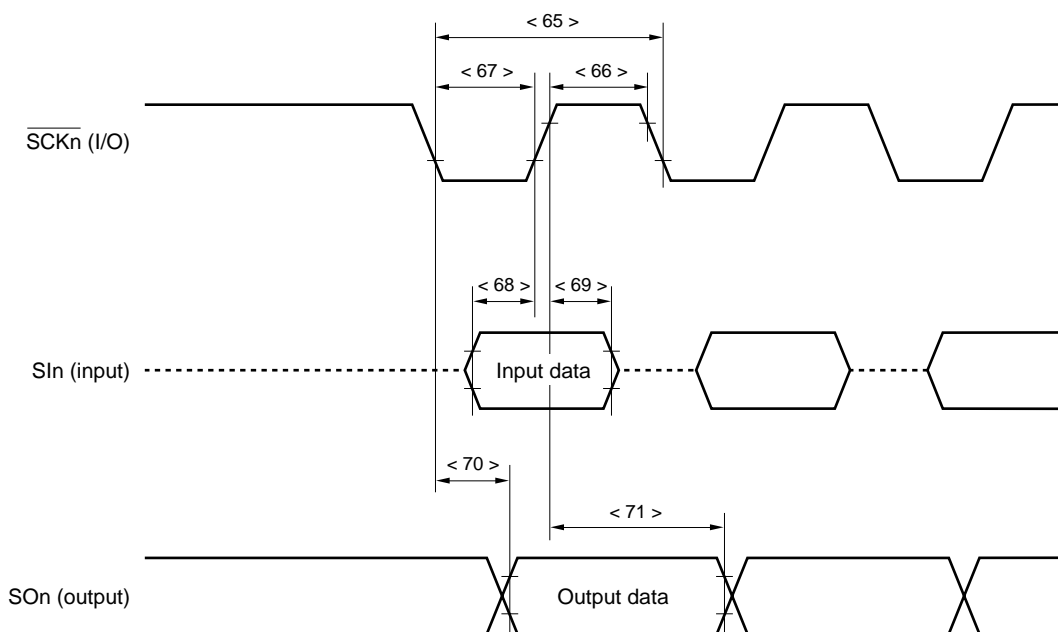 < 65 >
< 67 >
< 66 >
SCKn (I/O)
< 68 >
< 69 >
SIn (input)
Input data
< 70 >
< 71 >
SOn (output)
Output data